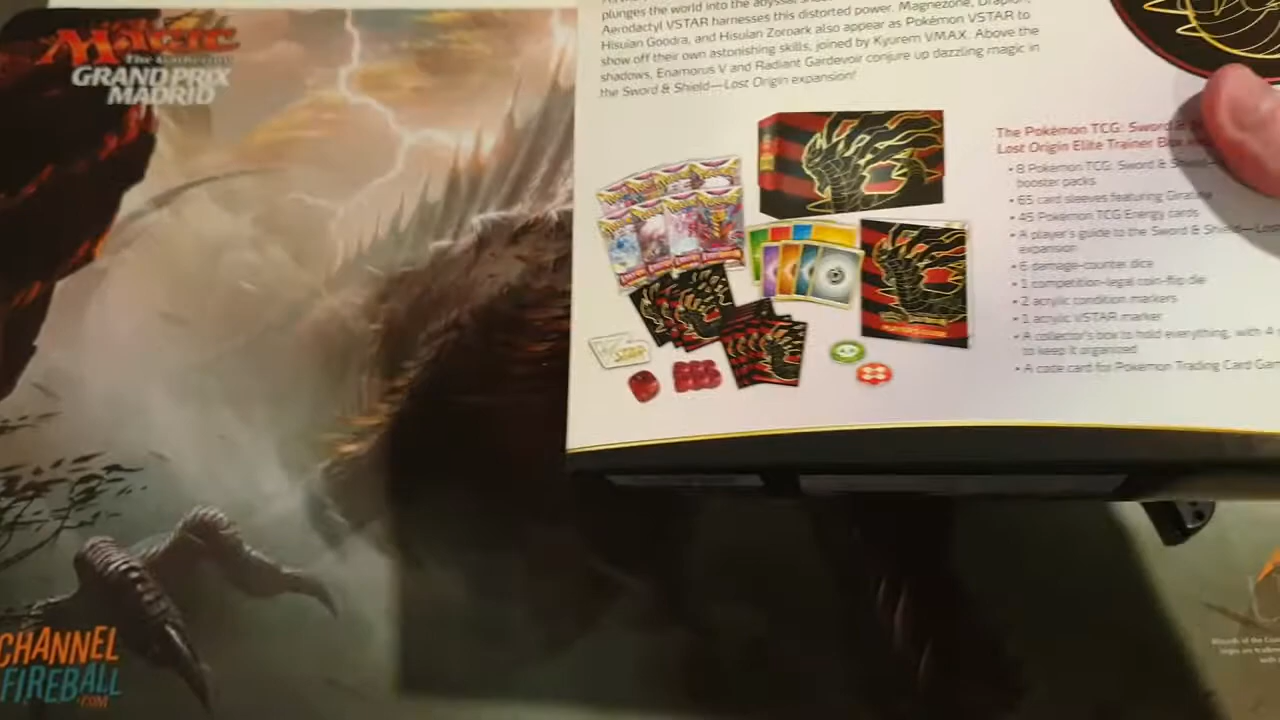 Magic
The Gathering
GRAND PRIX
MADRID
CHANNEL
FIREBALL
.COM
plunges the world into the abyssal
Aerodactyl VSTAR harnesses this distorted power. Magnezone, Drapion,
Hisuian Goodra, and Hisuian Zoroark also appear as Pokémon VSTAR to
show off their own astonishing skills, joined by Kyurem VMAX. Above the
shadows, Enamorus V and Radiant Gardevoir conjure up dazzling magic in
the Sword & Shield—Lost Origin expansion!
The Pokémon TCG: Sword &
Lost Origin Elite Trainer Box
• 8 Pokémon TCG: Sword & Shield—
booster packs
• 65 card sleeves featuring Giratina
• 45 Pokémon TCG Energy cards
• A player's guide to the Sword & Shield—Lost
expansion
• 6 damage-counter dice
• 1 competition-legal coin-flip die
• 2 acrylic condition markers
• 1 acrylic VSTAR marker
• A collector's box to hold everything, with 4
to keep it organized
• A code card for Pokémon Trading Card Gam
PLAYER'S GUIDE
VSTAR